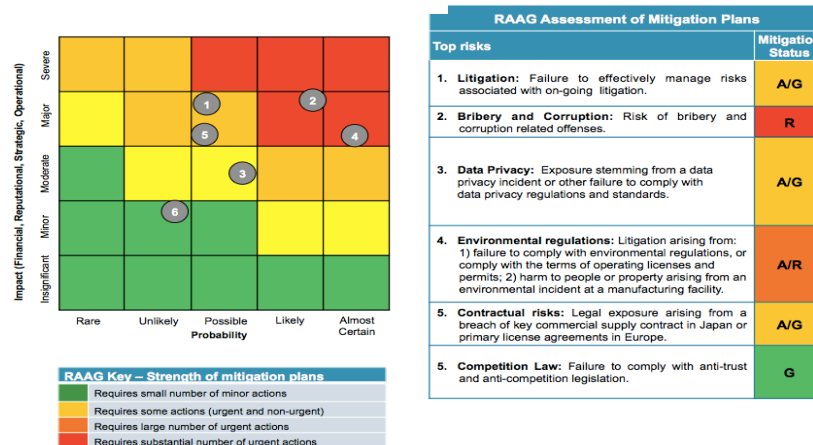 Impact (Financial, Reputational, Strategic, Operational)
Severe
Major
Moderate
Minor
Insignificant
1
2
5
4
3
6
Rare
Unlikely
Possible
Likely
Almost
Certain
Probability
RAAG Key – Strength of mitigation plans
Requires small number of minor actions
Requires some actions (urgent and non-urgent)
Requires large number of urgent actions
Requires substantial number of urgent actions
RAAG Assessment of Mitigation Plans
Top risks
Mitigation
Status
1. Litigation: Failure to effectively manage risks
associated with on-going litigation.
A/G
2. Bribery and Corruption: Risk of bribery and
corruption related offenses.
R
3. Data Privacy: Exposure stemming from a data
privacy incident or other failure to comply with
data privacy regulations and standards.
A/G
4. Environmental regulations: Litigation arising from:
1) failure to comply with environmental regulations, or
comply with the terms of operating licenses and
permits; 2) harm to people or property arising from an
environmental incident at a manufacturing facility.
A/R
5. Contractual risks: Legal exposure arising from a
breach of key commercial supply contract in Japan or
primary license agreements in Europe.
A/G
5. Competition Law: Failure to comply with anti-trust
and anti-competition legislation.
G